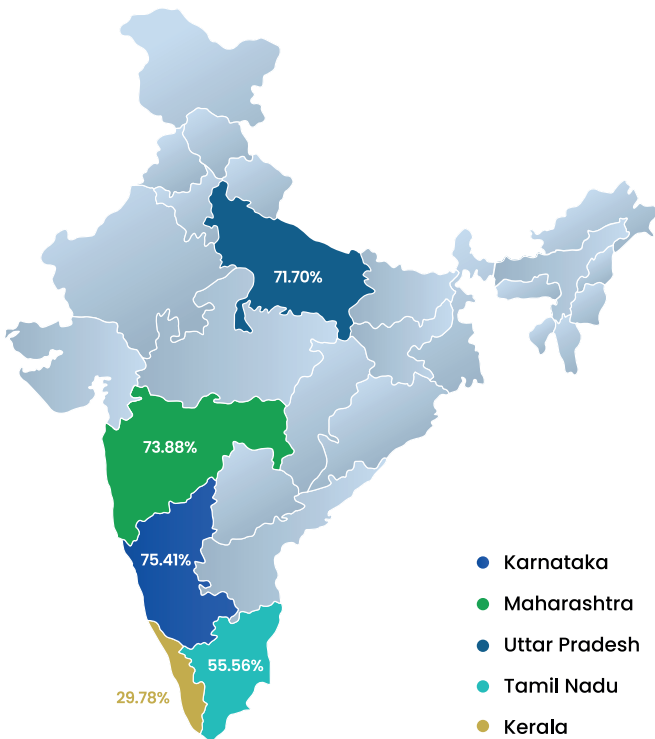 71.70%
73.88%
75.41%
55.56%
29.78%
Karnataka
Maharashtra
Uttar Pradesh
Tamil Nadu
Kerala